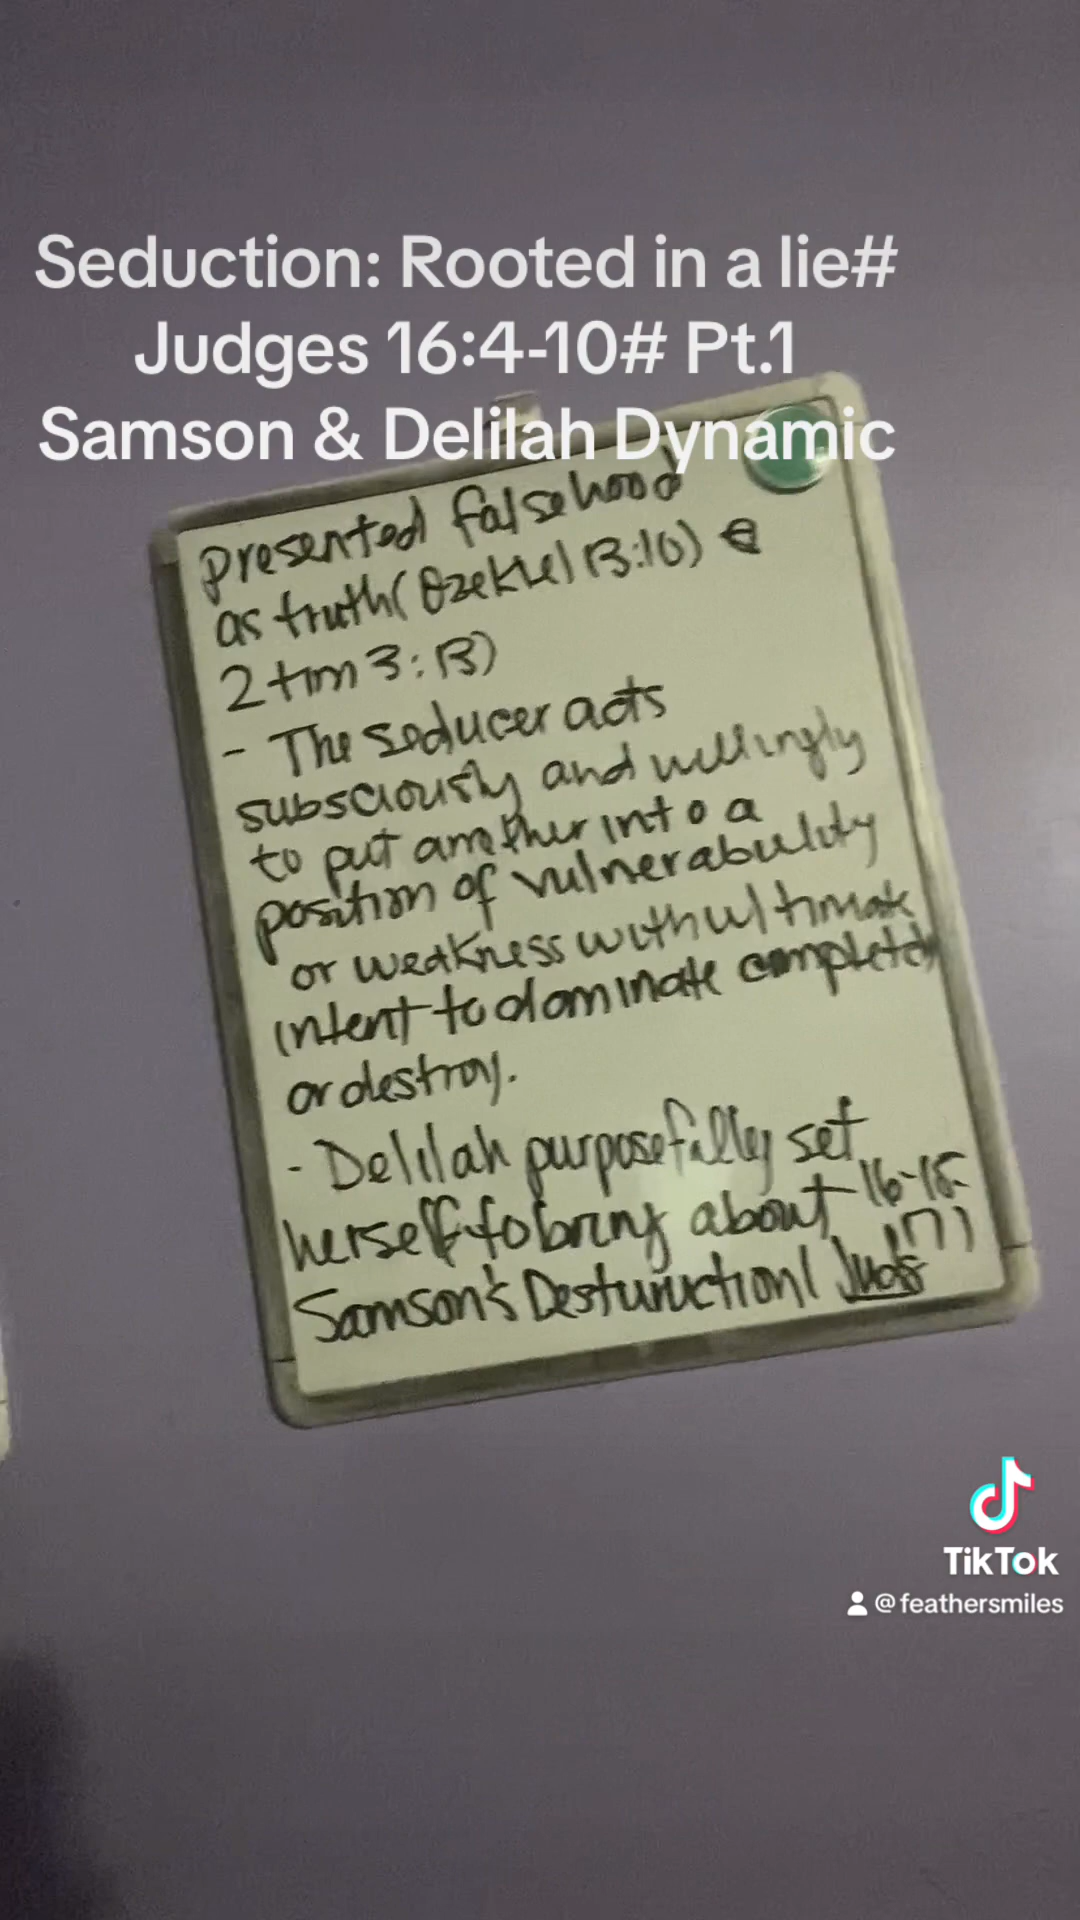 Seduction: Rooted in a lie#
Judges 16:4-10# Pt.1
Samson & Delilah Dynamic
presented falsehood
as truth( Ezekiel 13:10) &
2 tim 3:13)
- The seducer acts
subsciously and willingly
to put another into a
position of vulnerability
or weakness with ultimate
intent to dominate completely
or destroy.
- Delilah purposefully set
herself to bring about 16-15-
Samson's Desturuction( Judg 17)
TikTok
@feathersmiles